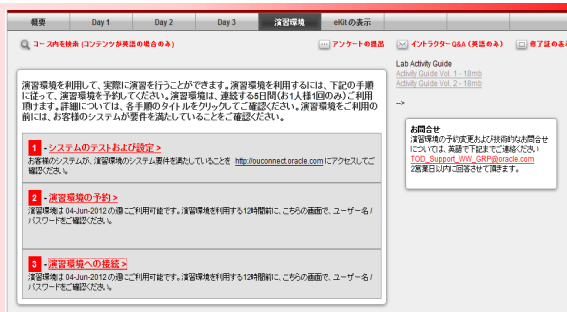 概要 Day 1 Day 2 Day 3 演習環境 eKitの表示
コース内を検索 (コンテンツが英語の場合のみ) アンケートの提出 イントラクターQ&A (英語のみ) 修了証の表示
Lab Activity Guide
Activity Guide Vol. 1 - 18mb
Activity Guide Vol. 2 - 18mb
-->
演習環境を利用して、実際に演習を行うことができます。演習環境を利用するには、下記の手順
に従って、演習環境を予約してください。演習環境は、連続する5日間(お1人様1回のみ)ご利用
頂けます。詳細については、各手順のタイトルをクリックしてご確認ください。演習環境をご利用の
前には、お客様のシステムが要件を満たしていることをご確認ください。
お問合せ
演習環境の予約変更および技術的なお問合せ
については、英語で下記までご連絡ください
TOD_Support_WW_GRP@oracle.com
2営業日以内に回答させて頂きます。
1 - システムのテストおよび設定 >
お客様のシステムが、演習環境のシステム要件を満たしていることを http://ouconnect.oracle.com にアクセスしてご
確認ください。
2 - 演習環境の予約 >
演習環境は 04-Jun-2012 の週にご利用可能です。演習環境を利用する12時間前に、こちらの画面で、ユーザー名 /
パスワードをご確認ください。
3 - 演習環境への接続 >
演習環境は 04-Jun-2012 の週にご利用可能です。演習環境を利用する12時間前に、こちらの画面で、ユーザー名 /
パスワードをご確認ください。